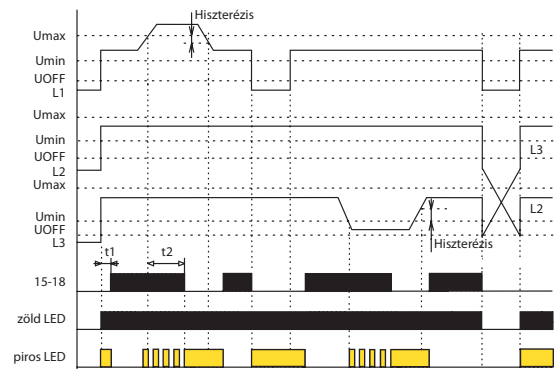 Hiszterézis
Umax
Umin
UOFF
L1
Umax
Umin
UOFF
L2
L3
Umax
Umin
UOFF
L3
L2
Hiszterézis
t1
t2
15-18
zöld LED
piros LED